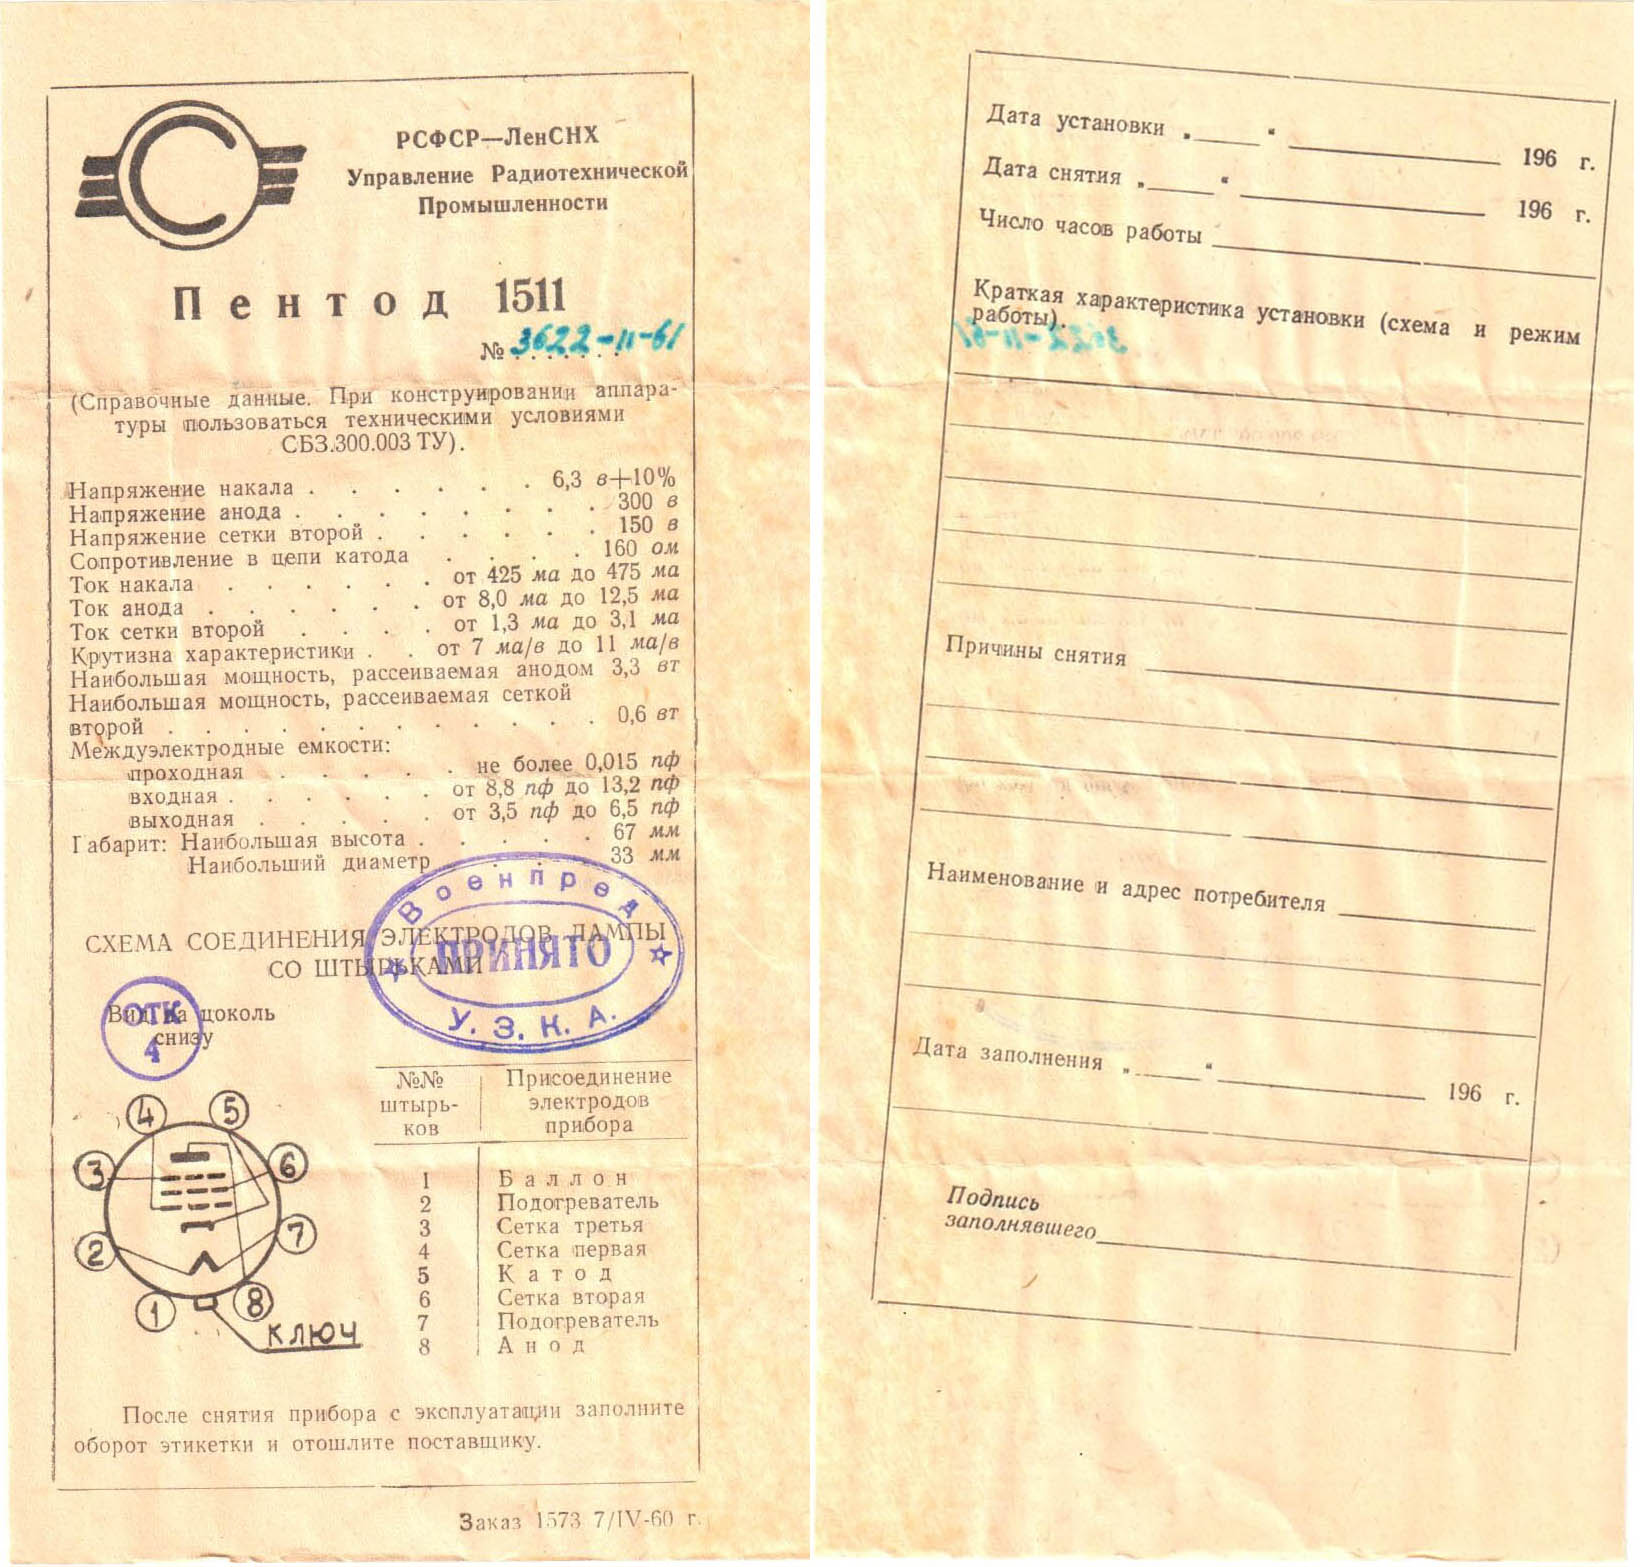 РСФСР—ЛенСНХ
Управление Радиотехнической
Промышленности
Пентод 1511
№ 3622-11-61
(Справочные данные. При конструировании аппара-
туры пользоваться техническими условиями
СБЗ.300.003 ТУ).
Напряжение накала . . . . . . 6,3 в+10%
Напряжение анода . . . . . . . . 300 в
Напряжение сетки второй . . . . . . 150 в
Сопротивление в цепи катода . . . . 160 ом
Ток накала . . . . . . от 425 ма до 475 ма
Ток анода . . . . . . от 8,0 ма до 12,5 ма
Ток сетки второй . . . . от 1,3 ма до 3,1 ма
Крутизна характеристики . . от 7 ма/в до 11 ма/в
Наибольшая мощность, рассеиваемая анодом 3,3 вт
Наибольшая мощность, рассеиваемая сеткой
второй . . . . . . . . . . 0,6 вт
Междуэлектродные емкости:
проходная . . . . . не более 0,015 пф
входная . . . . . . от 8,8 пф до 13,2 пф
выходная . . . . . от 3,5 пф до 6,5 пф
Габарит: Наибольшая высота . . . . . 67 мм
Наибольший диаметр . . . . 33 мм
Военпред
ПРИНЯТО
У. З. К. А.
СХЕМА СОЕДИНЕНИЯ ЭЛЕКТРОДОВ ЛАМПЫ
СО ШТЫРЬКАМИ
ОТК
4
Вид на цоколь
снизу
№№ штырь-ков Присоединение электродов прибора
1 Баллон
2 Подогреватель
3 Сетка третья
4 Сетка первая
5 Катод
6 Сетка вторая
7 Подогреватель
8 Анод
4 5
3 6
2 7
1 8
КЛЮЧ
После снятия прибора с эксплуатации заполните
оборот этикетки и отошлите поставщику.
Заказ 1573 7/IV-60 г.
Дата установки „ “ 196 г.
Дата снятия „ “ 196 г.
Число часов работы
Краткая характеристика установки (схема и режим
работы).
Причины снятия
Наименование и адрес потребителя
Дата заполнения „ “ 196 г.
Подпись
заполнявшего